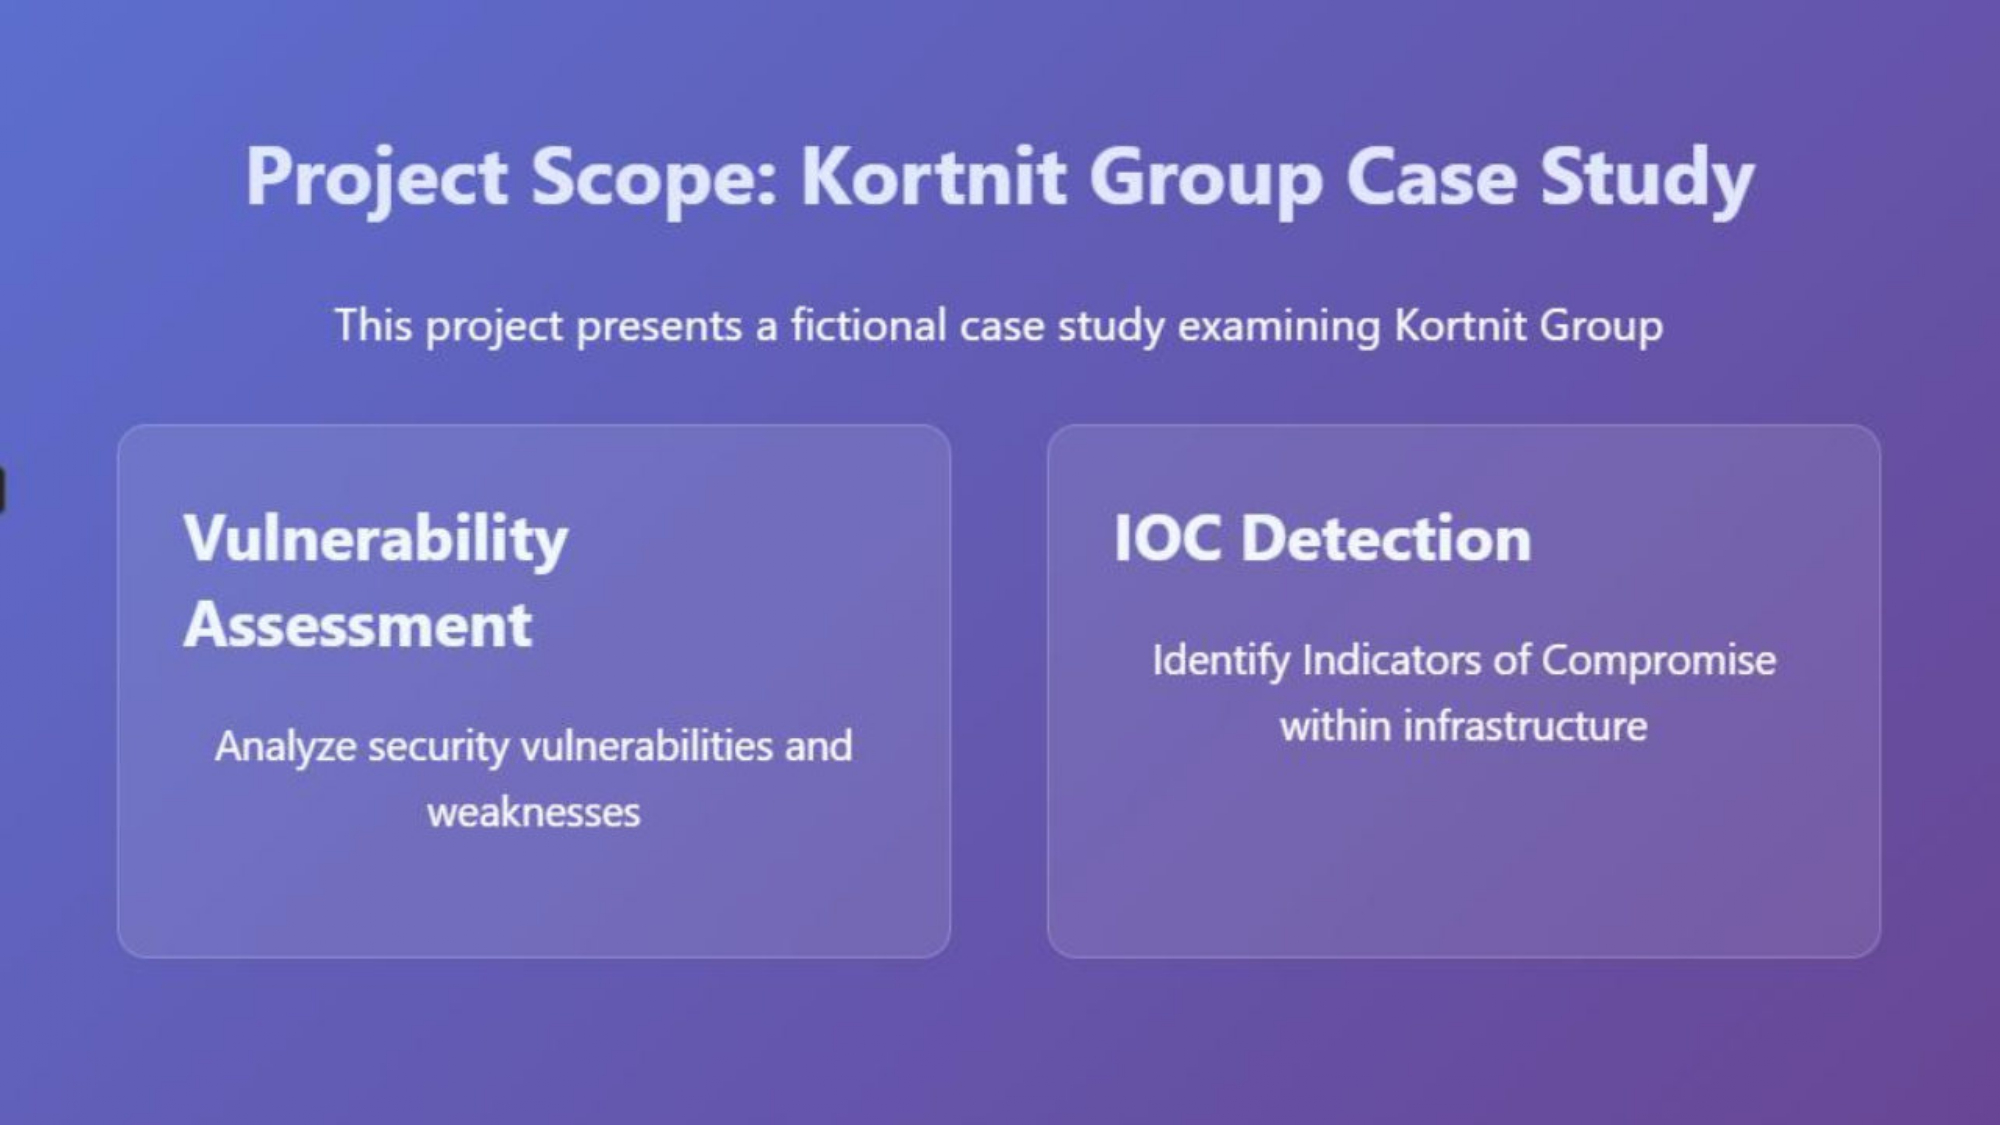 Project Scope: Kortnit Group Case Study
This project presents a fictional case study examining Kortnit Group
Vulnerability
Assessment
Analyze security vulnerabilities and
weaknesses
IOC Detection
Identify Indicators of Compromise
within infrastructure